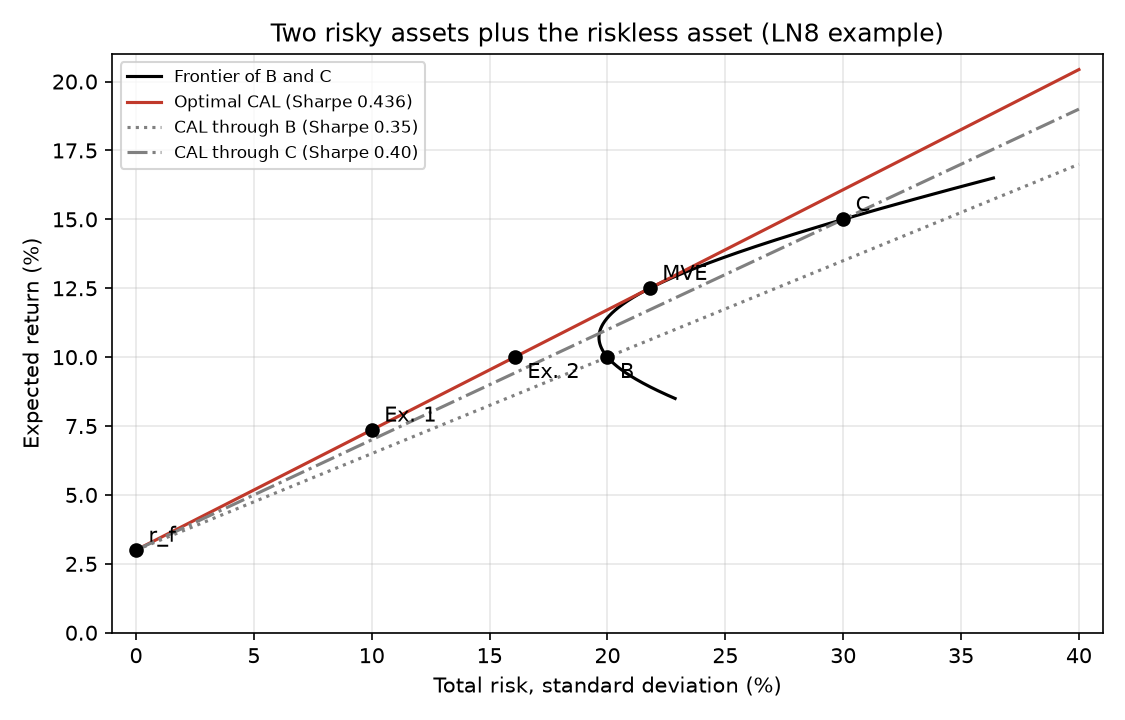 Two risky assets plus the riskless asset (LN8 example)
Frontier of B and C
Optimal CAL (Sharpe 0.436)
CAL through B (Sharpe 0.35)
CAL through C (Sharpe 0.40)
Expected return (%)
20.0
17.5
15.0
12.5
10.0
7.5
5.0
2.5
0.0
C
MVE
Ex. 2
B
Ex. 1
r_f
0 5 10 15 20 25 30 35 40
Total risk, standard deviation (%)